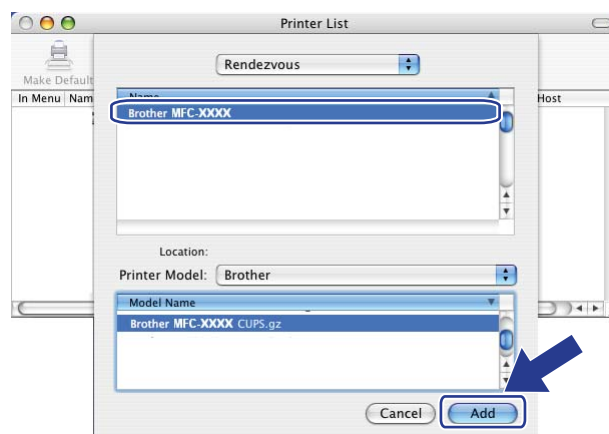 Printer List
Rendezvous
Make Default
In Menu Nam Host
Name
Brother MFC-XXXX
Location:
Printer Model: Brother
Model Name
Brother MFC-XXXX CUPS.gz
Cancel Add